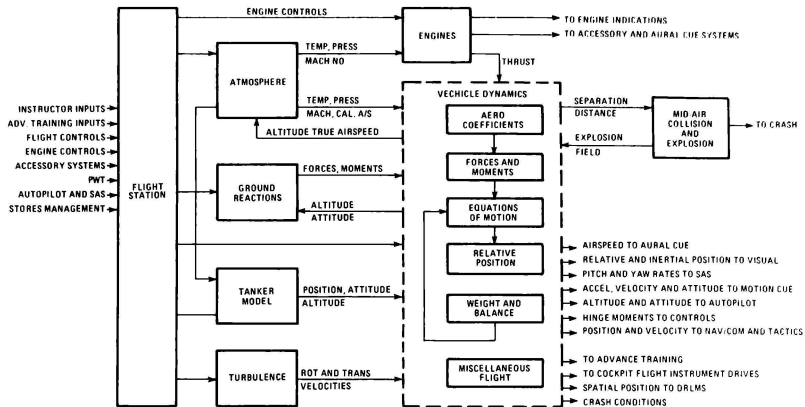 ENGINE CONTROLS
TO ENGINE INDICATIONS
TO ACCESSORY AND AURAL CUE SYSTEMS
ENGINES
TEMP, PRESS
MACH NO
THRUST
ATMOSPHERE
VECHICLE DYNAMICS
TEMP, PRESS
MACH, CAL. A/S
ALTITUDE TRUE AIRSPEED
AERO
COEFFICIENTS
SEPARATION
DISTANCE
MID-AIR
COLLISION
AND
EXPLOSION
TO CRASH
EXPLOSION
FIELD
INSTRUCTOR INPUTS
ADV. TRAINING INPUTS
FLIGHT CONTROLS
ENGINE CONTROLS
ACCESSORY SYSTEMS
PWT
AUTOPILOT AND SAS
STORES MANAGEMENT
FLIGHT
STATION
FORCES, MOMENTS
GROUND
REACTIONS
ALTITUDE
ATTITUDE
FORCES AND
MOMENTS
EQUATIONS
OF MOTION
RELATIVE
POSITION
TANKER
MODEL
POSITION, ATTITUDE
ALTITUDE
WEIGHT AND
BALANCE
TURBULENCE
ROT AND TRANS
VELOCITIES
MISCELLANEOUS
FLIGHT
AIRSPEED TO AURAL CUE
RELATIVE AND INERTIAL POSITION TO VISUAL
PITCH AND YAW RATES TO SAS
ACCEL, VELOCITY AND ATTITUDE TO MOTION CUE
ALTITUDE AND ATTITUDE TO AUTOPILOT
HINGE MOMENTS TO CONTROLS
POSITION AND VELOCITY TO NAV/COM AND TACTICS
TO ADVANCE TRAINING
TO COCKPIT FLIGHT INSTRUMENT DRIVES
SPATIAL POSITION TO DRLMS
CRASH CONDITIONS